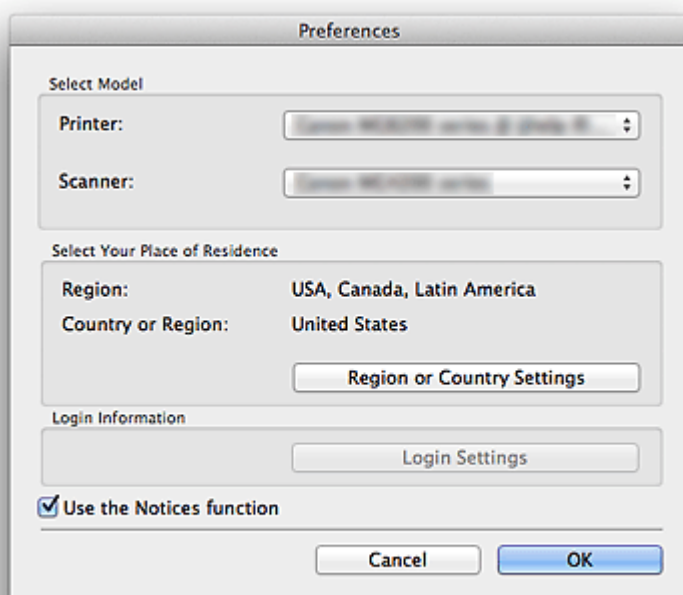 Preferences
Select Model
Printer:
Scanner:
Select Your Place of Residence
Region: USA, Canada, Latin America
Country or Region: United States
Region or Country Settings
Login Information
Login Settings
Use the Notices function
Cancel OK